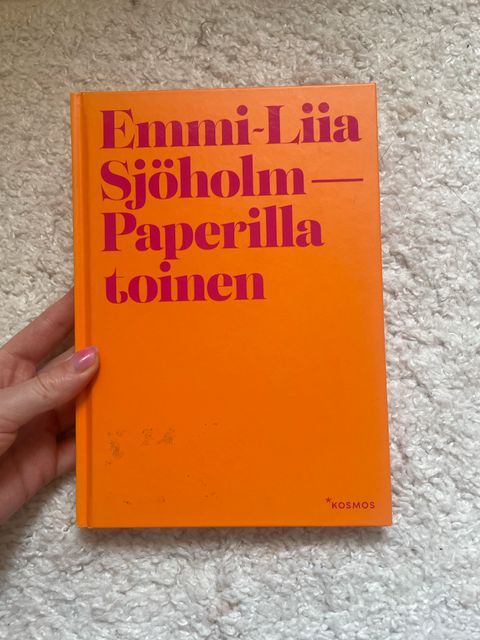 Emmi-Liia
Sjöholm—
Paperilla
toinen
*KOSMOS